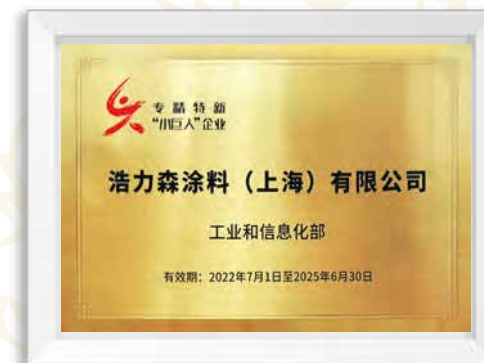 专精特新
“小巨人”企业
浩力森涂料（上海）有限公司
工业和信息化部
有效期：2022年7月1日至2025年6月30日